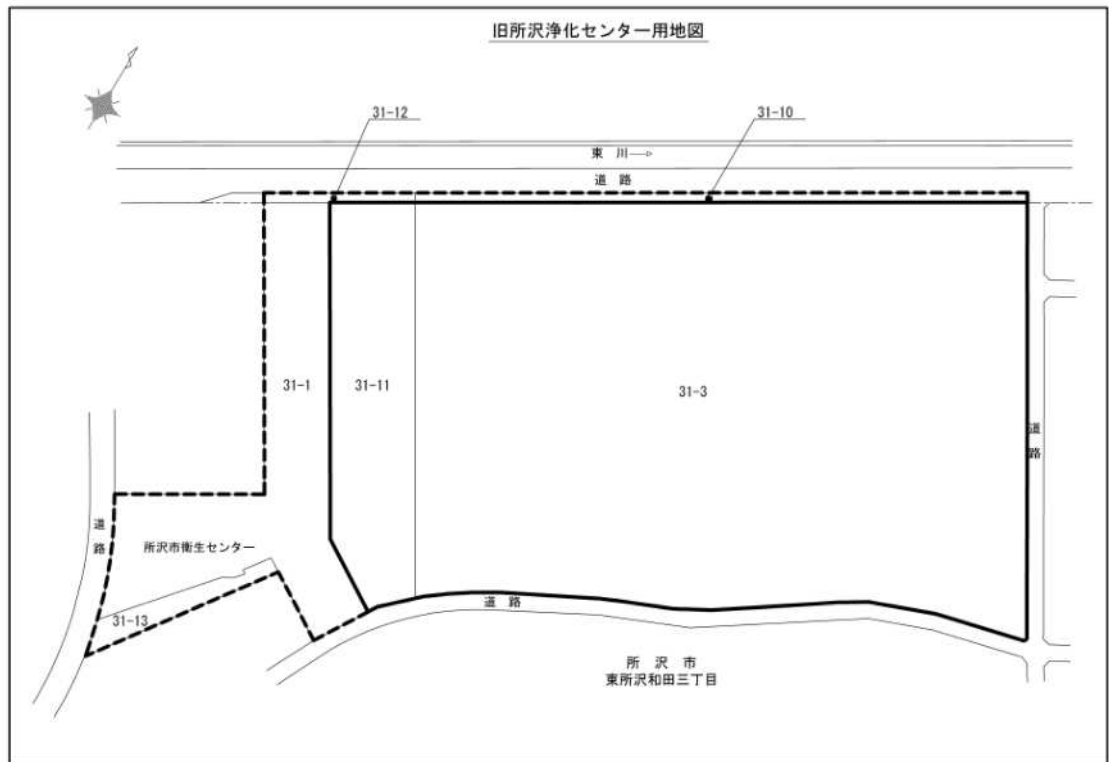 旧所沢浄化センター用地図
31-12
31-10
東 川
道 路
31-1
31-11
31-3
道路
道路
所沢市衛生センター
31-13
道 路
所 沢 市
東所沢和田三丁目